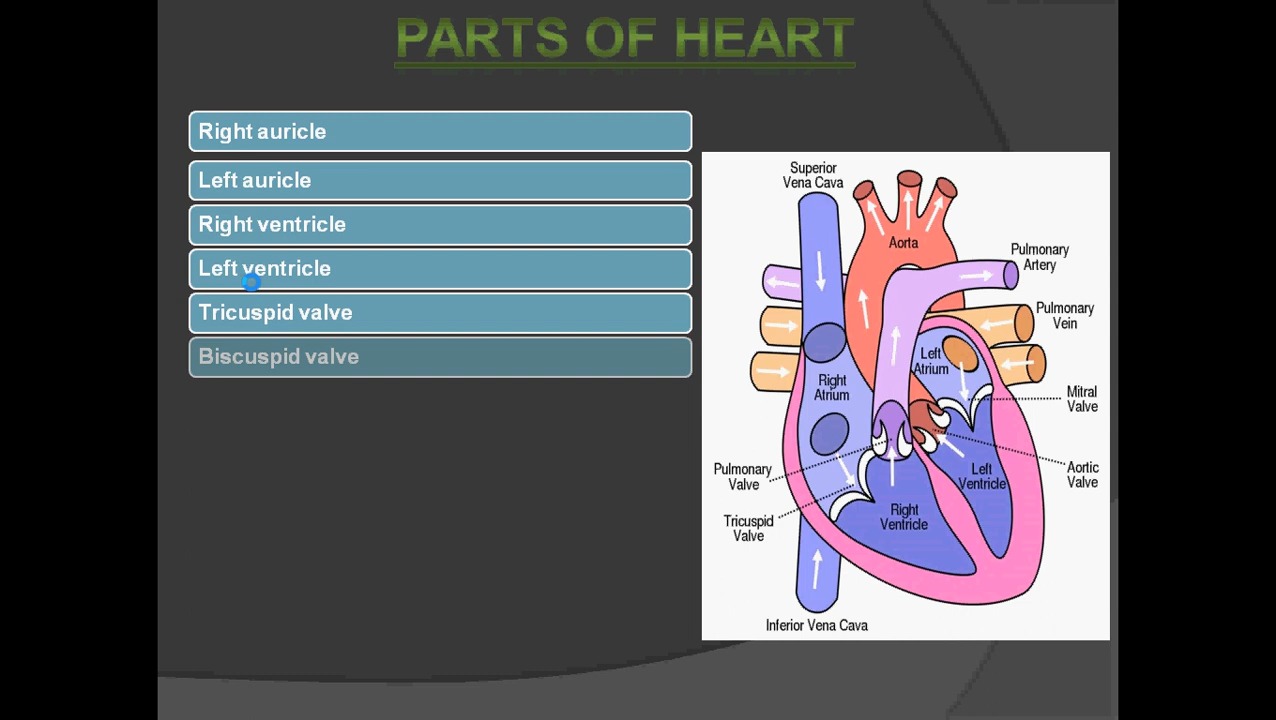 PARTS OF HEART
Right auricle
Left auricle
Right ventricle
Left ventricle
Tricuspid valve
Biscuspid valve
Superior
Vena Cava
Aorta
Pulmonary
Artery
Pulmonary
Vein
Left
Atrium
Right
Atrium
Mitral
Valve
Pulmonary
Valve
Left
Ventricle
Aortic
Valve
Tricuspid
Valve
Right
Ventricle
Inferior Vena Cava